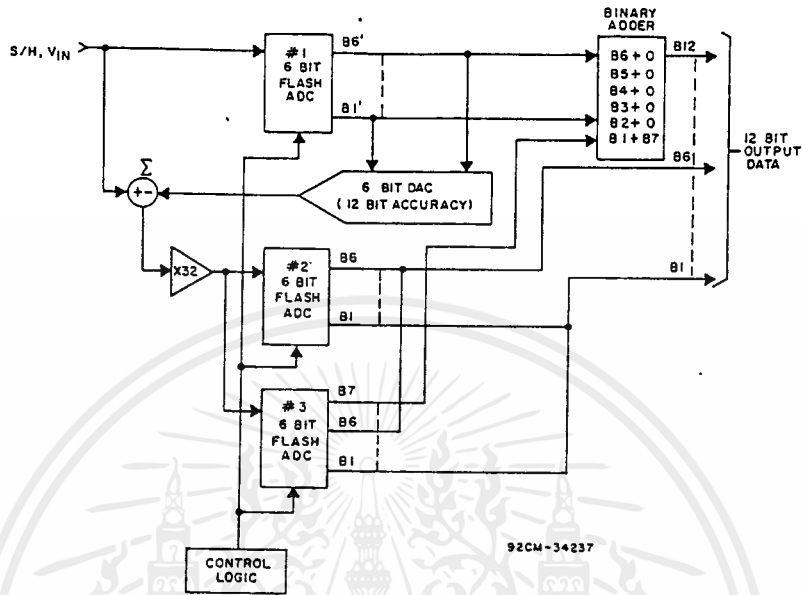 S/H, VIN
#1
6 BIT
FLASH
ADC
B6'
B1'
BINARY
ADDER
B6+0
B5+0
B4+0
B3+0
B2+0
B1+B7
B12
B6
B1
12 BIT
OUTPUT
DATA
Σ
+-
6 BIT DAC
(12 BIT ACCURACY)
X32
#2
6 BIT
FLASH
ADC
B6
B1
#3
6 BIT
FLASH
ADC
B7
B6
B1
CONTROL
LOGIC
92CM-34237